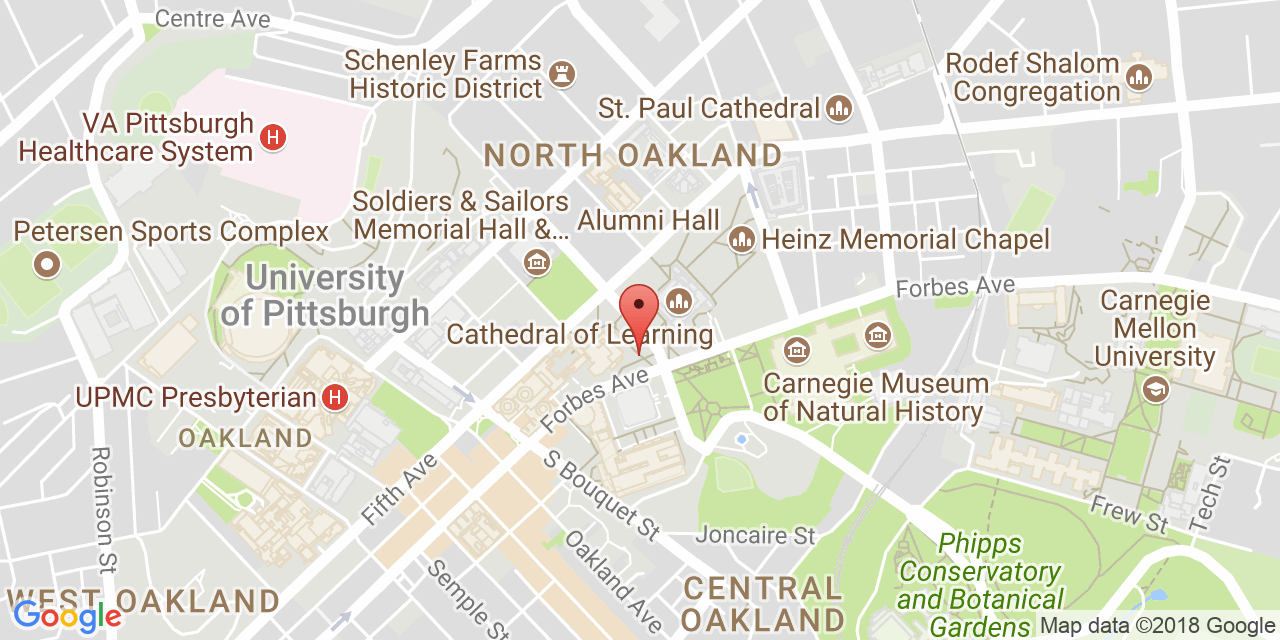 Centre Ave
Schenley Farms
Historic District
Rodef Shalom
Congregation
St. Paul Cathedral
VA Pittsburgh
Healthcare System
H
NORTH OAKLAND
Soldiers & Sailors
Memorial Hall &...
Alumni Hall
Petersen Sports Complex
Heinz Memorial Chapel
University
of Pittsburgh
Forbes Ave
Carnegie
Mellon
University
Cathedral of Learning
Carnegie Museum
of Natural History
UPMC Presbyterian
H
Forbes Ave
OAKLAND
Fifth Ave
Robinson St
S Bouquet St
Tech St
Frew St
Joncaire St
Oakland Ave
Semple St
Phipps
Conservatory
and Botanical
Gardens
CENTRAL
OAKLAND
WEST OAKLAND
Google
Map data ©2018 Google